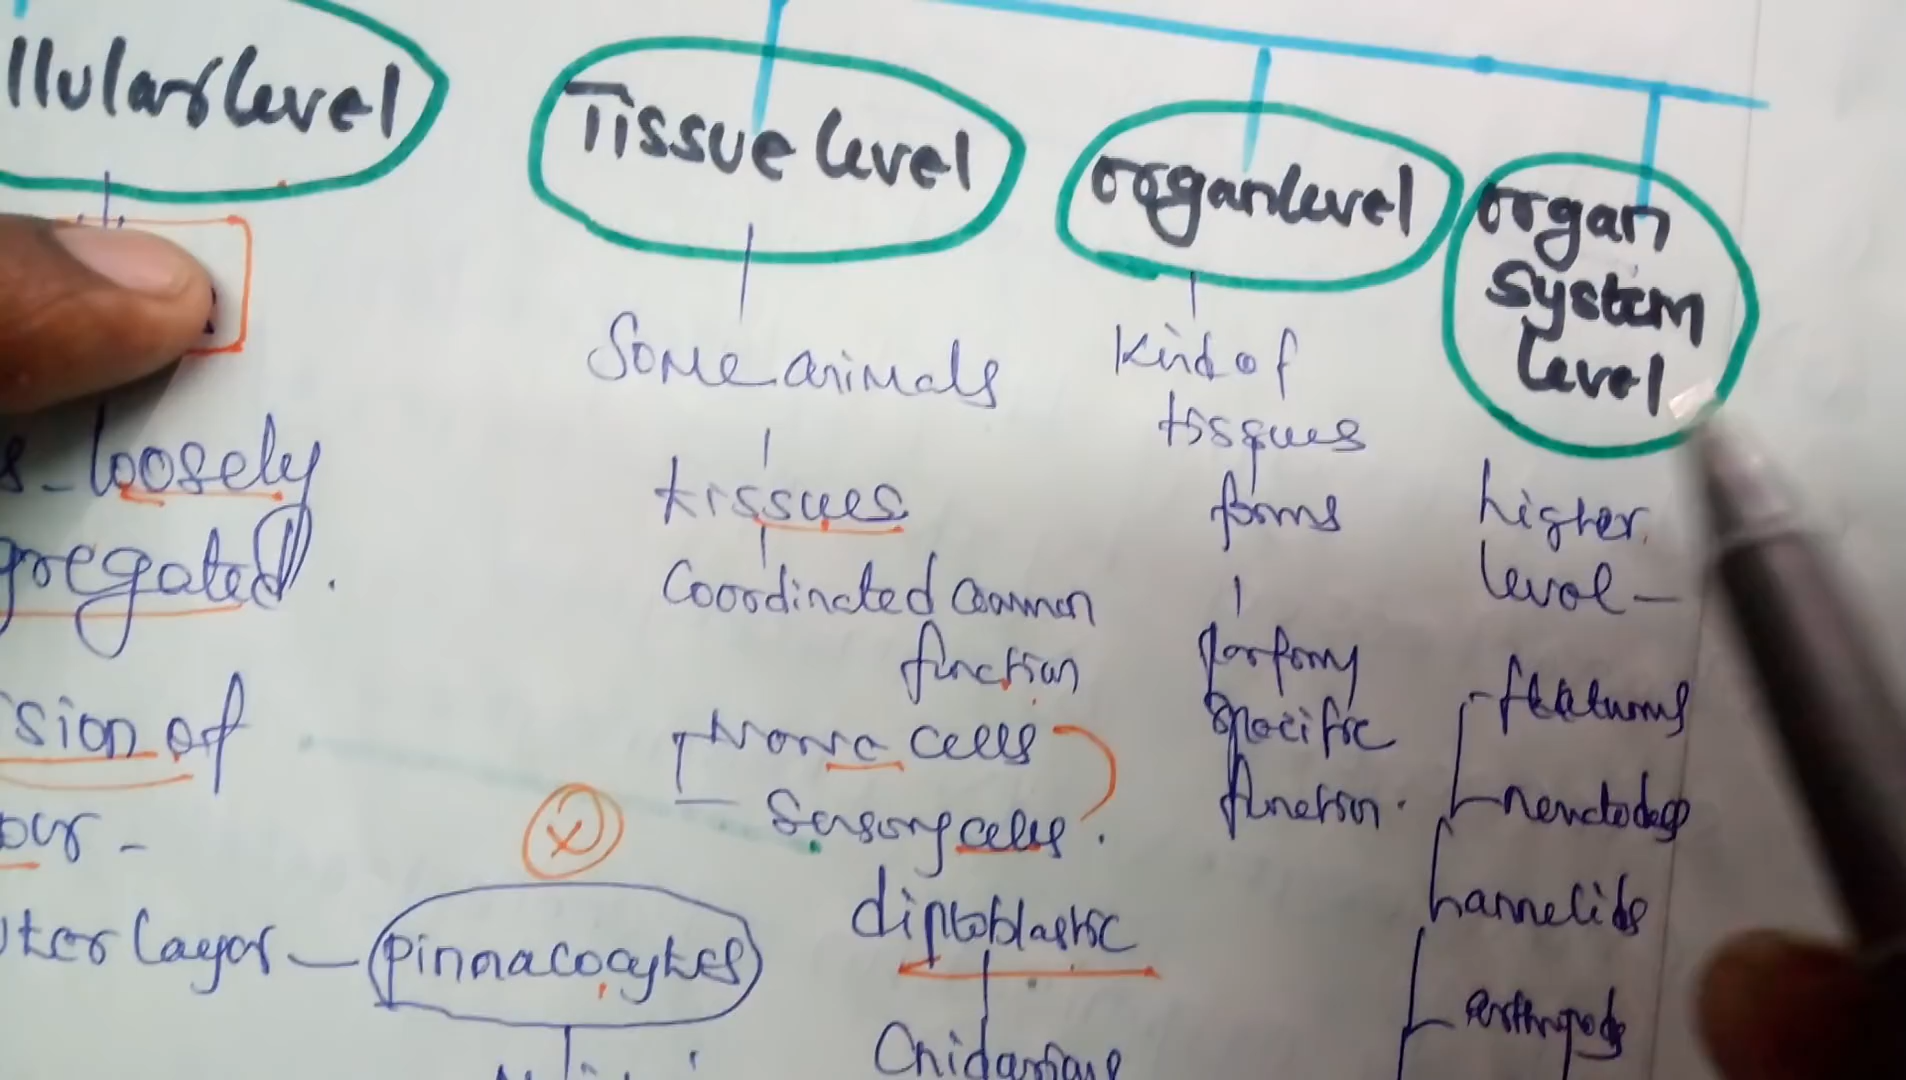 llular level
Tissue level
organ level
organ
system
level
s-loosely
gregated.
sion of
our -
uter layer - pinnacocytes
Some animals
tissues
Coordinated common
function
Nerve cells
Sensory cells.
diploblastic
Cnidarians
Kind of
tissues
forms
perform
specific
function.
higher
level -
nematodes
annelids
arthropods